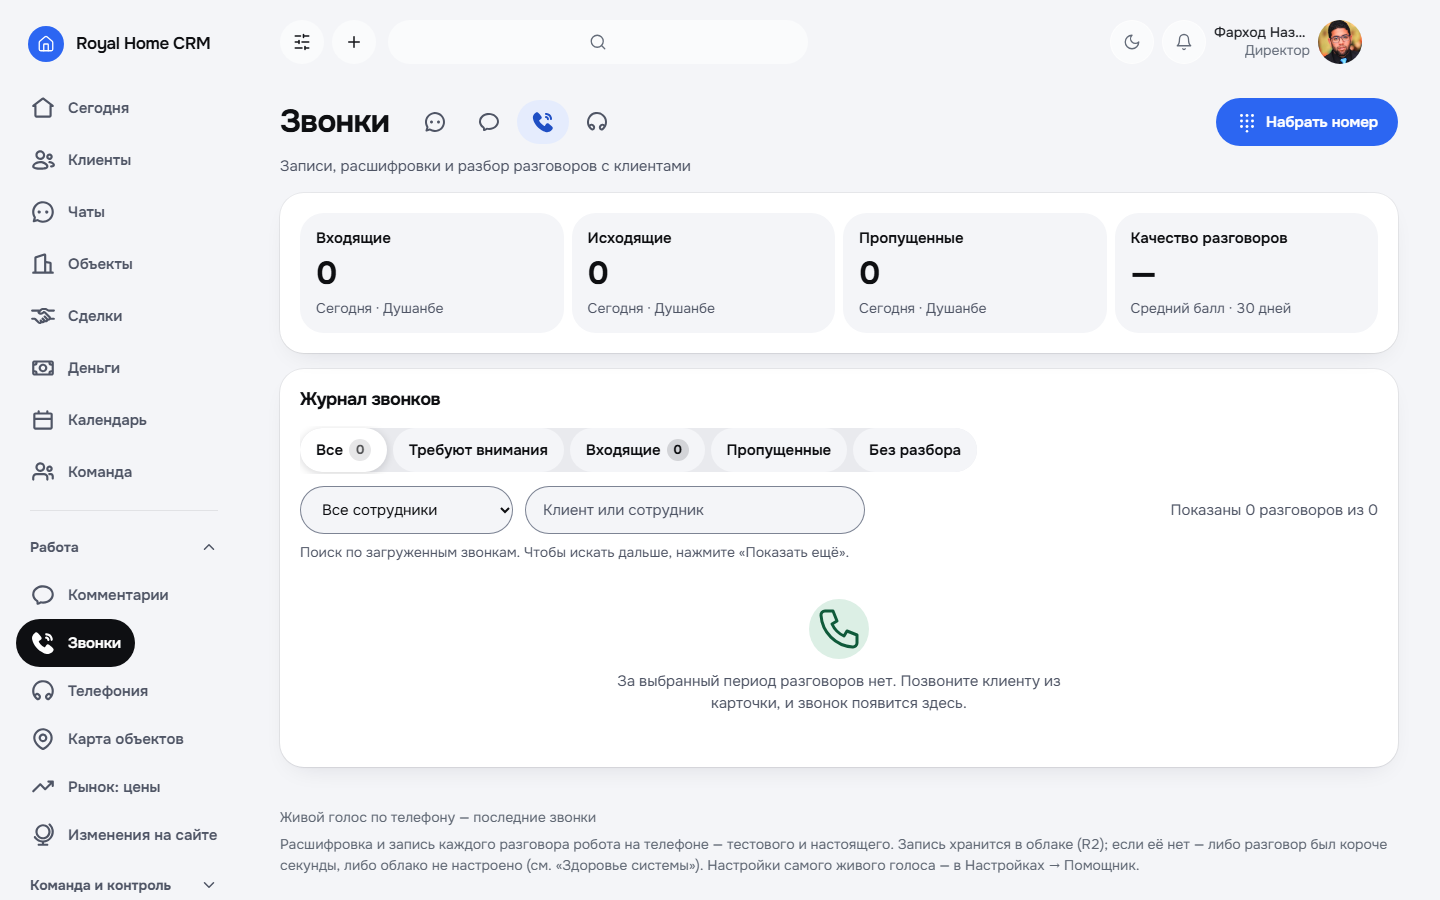 Royal Home CRM
Фарход Наз...
Директор
Сегодня
Клиенты
Чаты
Объекты
Сделки
Деньги
Календарь
Команда
Работа
Комментарии
Звонки
Телефония
Карта объектов
Рынок: цены
Изменения на сайте
Команда и контроль
Звонки
Набрать номер
Записи, расшифровки и разбор разговоров с клиентами
Входящие
0
Сегодня · Душанбе
Исходящие
0
Сегодня · Душанбе
Пропущенные
0
Сегодня · Душанбе
Качество разговоров
—
Средний балл · 30 дней
Журнал звонков
Все 0
Требуют внимания
Входящие 0
Пропущенные
Без разбора
Все сотрудники
Клиент или сотрудник
Показаны 0 разговоров из 0
Поиск по загруженным звонкам. Чтобы искать дальше, нажмите «Показать ещё».
За выбранный период разговоров нет. Позвоните клиенту из
карточки, и звонок появится здесь.
Живой голос по телефону — последние звонки
Расшифровка и запись каждого разговора робота на телефоне — тестового и настоящего. Запись хранится в облаке (R2); если её нет — либо разговор был короче
секунды, либо облако не настроено (см. «Здоровье системы»). Настройки самого живого голоса — в Настройках → Помощник.